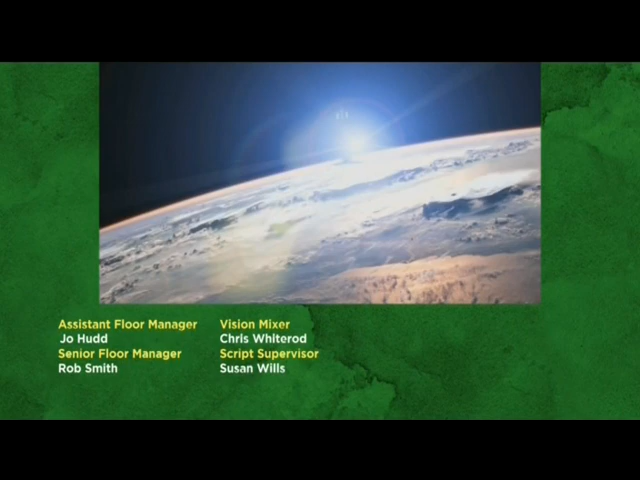 Assistant Floor Manager
Jo Hudd
Senior Floor Manager
Rob Smith
Vision Mixer
Chris Whiterod
Script Supervisor
Susan Wills